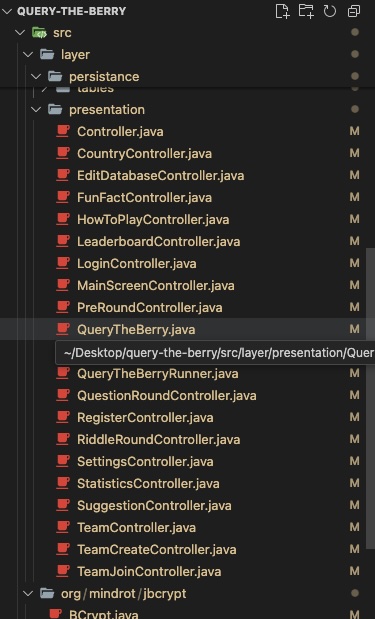 QUERY-THE-BERRY
src
layer
persistance
tables
presentation
Controller.java M
CountryController.java M
EditDatabaseController.java M
FunFactController.java M
HowToPlayController.java M
LeaderboardController.java M
LoginController.java M
MainScreenController.java M
PreRoundController.java M
QueryTheBerry.java M
~/Desktop/query-the-berry/src/layer/presentation/Quer
QueryTheBerryRunner.java M
QuestionRoundController.java M
RegisterController.java M
RiddleRoundController.java M
SettingsController.java M
StatisticsController.java M
SuggestionController.java M
TeamController.java M
TeamCreateController.java M
TeamJoinController.java M
org/mindrot/jbcrypt
BCrypt.java M